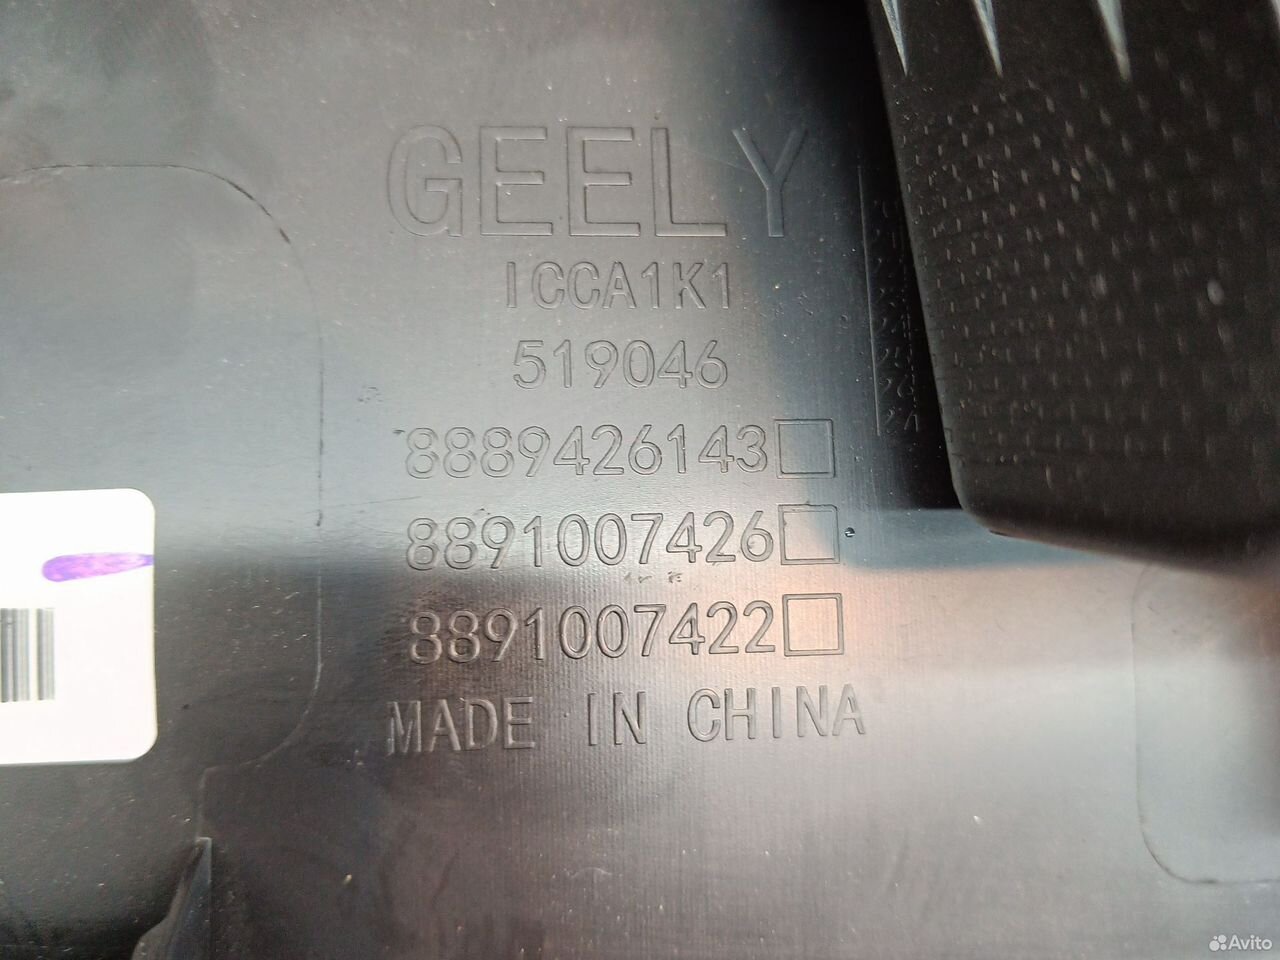 GEELY
ICCA1K1
519046
8889426143
8891007426
8891007422
MADE IN CHINA
Avito